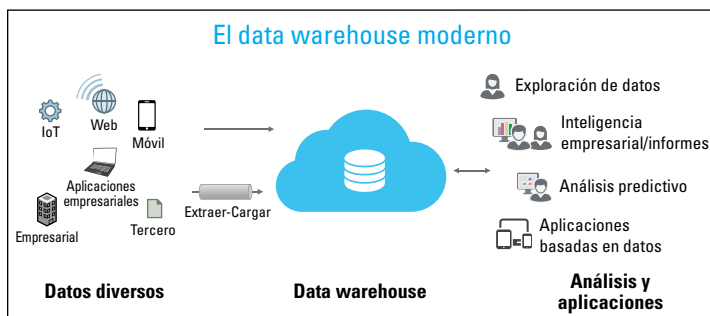 El data warehouse moderno
IoT
Web
Móvil
Aplicaciones
empresariales
Empresarial
Tercero
Extraer-Cargar
Exploración de datos
Inteligencia
empresarial/informes
Análisis predictivo
Aplicaciones
basadas en datos
Datos diversos
Data warehouse
Análisis y
aplicaciones